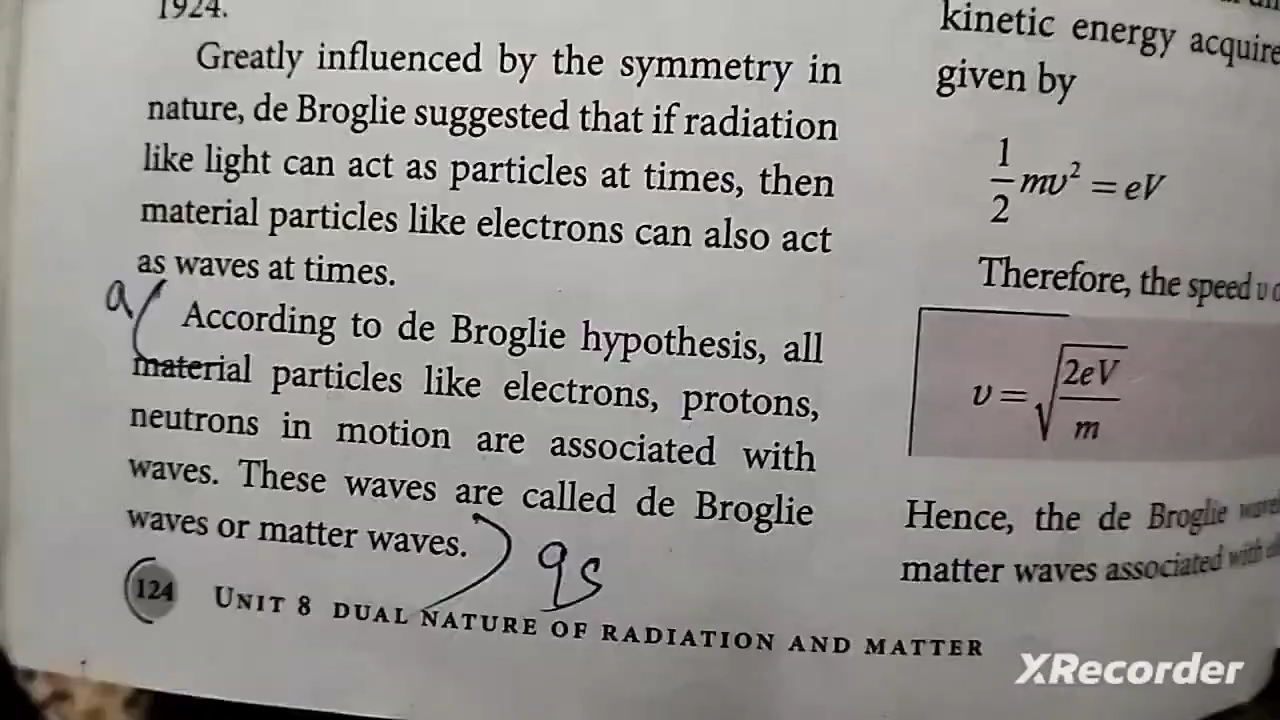 1924.
Greatly influenced by the symmetry in
nature, de Broglie suggested that if radiation
like light can act as particles at times, then
material particles like electrons can also act
as waves at times.
a
According to de Broglie hypothesis, all
material particles like electrons, protons,
neutrons in motion are associated with
waves. These waves are called de Broglie
waves or matter waves.
124 UNIT 8 DUAL NATURE OF RADIATION AND MATTER
kinetic energy acquire
given by
1/2 mυ² = eV
Therefore, the speed υ
υ = √(2eV/m)
Hence, the de Broglie wave
matter waves associated with
XRecorder